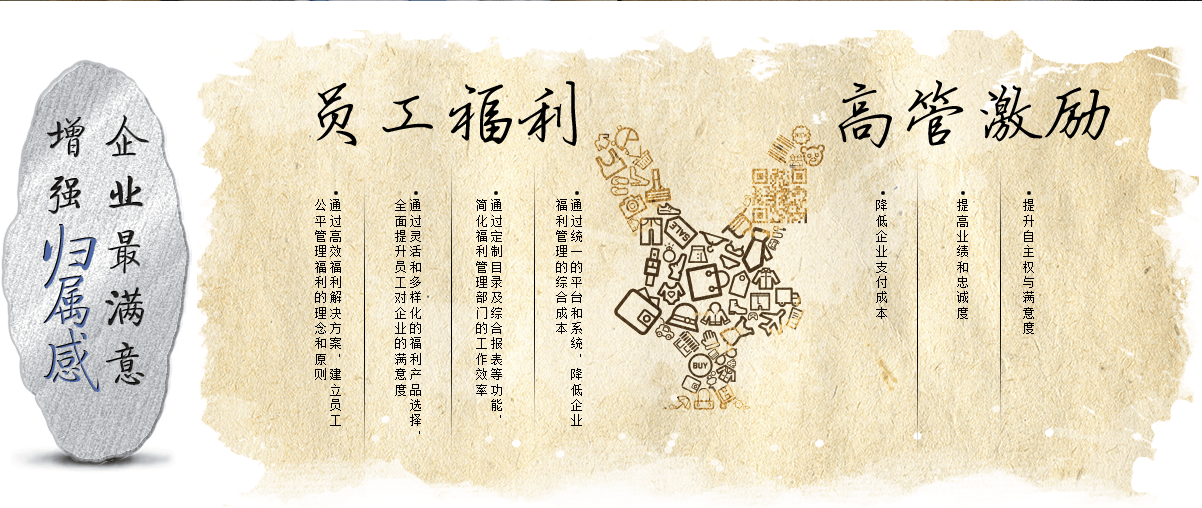 企业最满意
增强归属感
员工福利
•通过统一的平台和系统，降低企业
福利管理的综合成本
•通过定制目录及综合报表等功能，
简化福利管理部门的工作效率
•通过灵活和多样化的福利产品选择，
全面提升员工对企业的满意度
•通过高效福利解决方案，建立员工
公平管理福利的理念和原则
SALE
BUY
高管激励
•提升自主权与满意度
•提高业绩和忠诚度
•降低企业支付成本